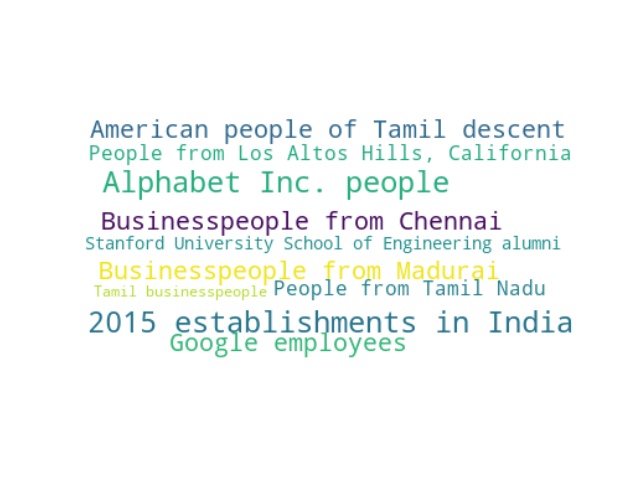 American people of Tamil descent
People from Los Altos Hills, California
Alphabet Inc. people
Businesspeople from Chennai
Stanford University School of Engineering alumni
Businesspeople from Madurai
Tamil businesspeople People from Tamil Nadu
2015 establishments in India
Google employees